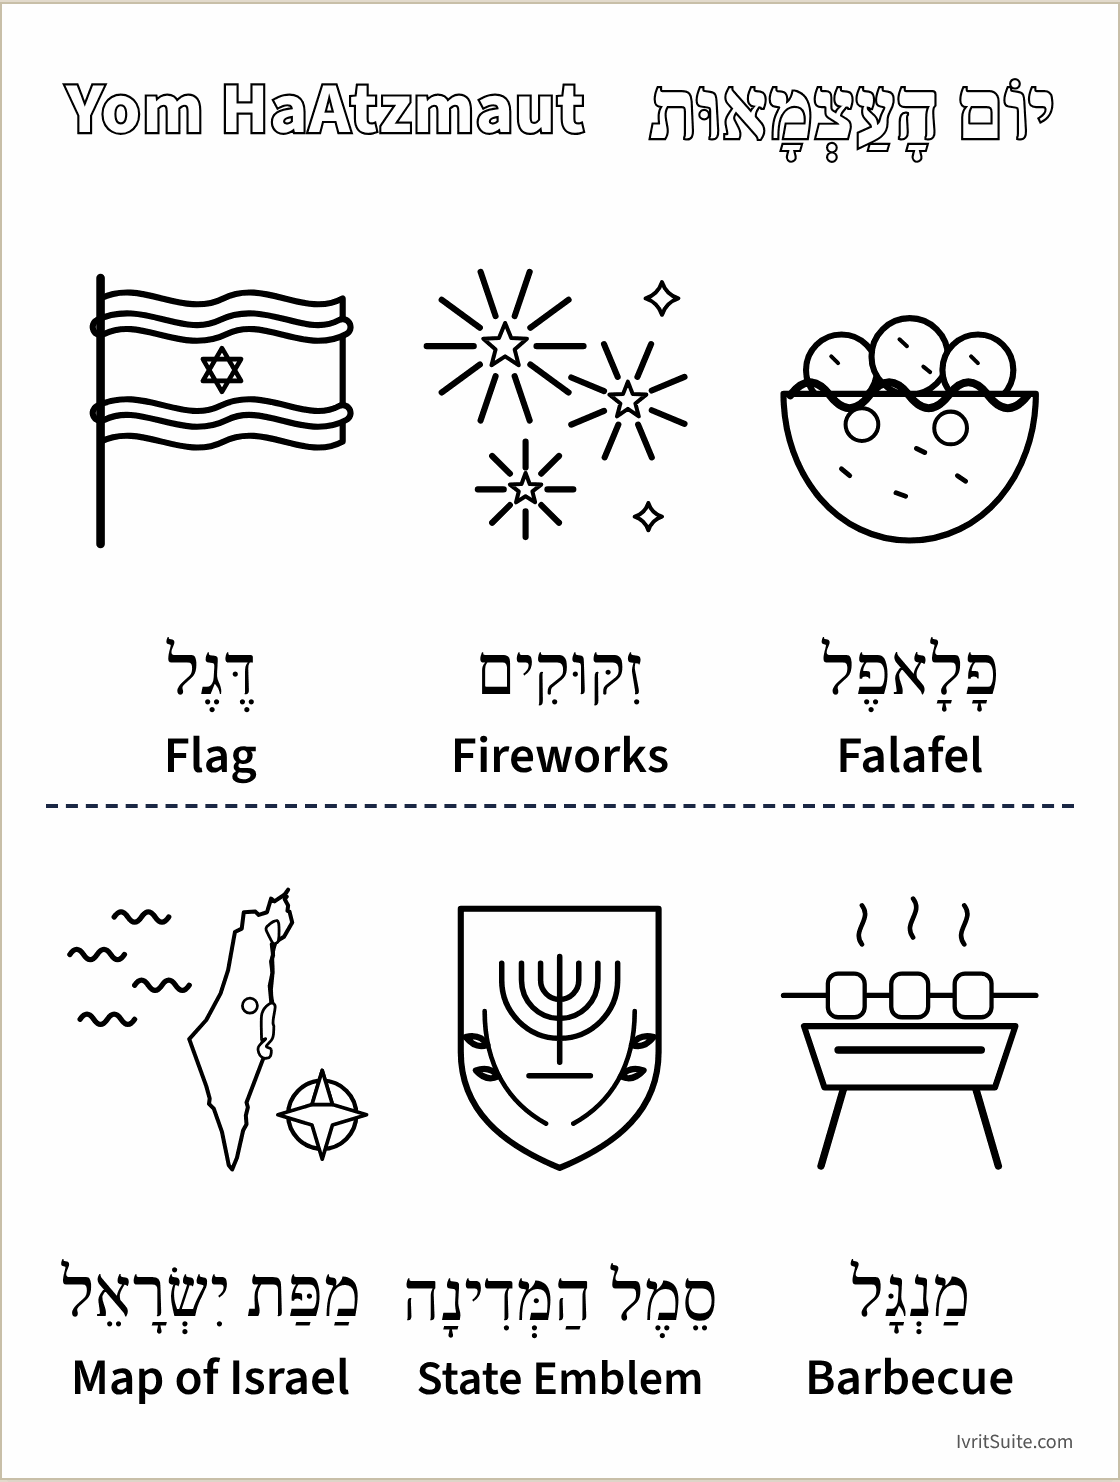 Yom HaAtzmaut יוֹם הָעַצְמָאוּת
דֶּגֶל
Flag
זִקּוּקִים
Fireworks
פָלָאפֶל
Falafel
מַפַּת יִשְׂרָאֵל
Map of Israel
סֵמֶל הַמְּדִינָה
State Emblem
מַנְגָּל
Barbecue
IvritSuite.com